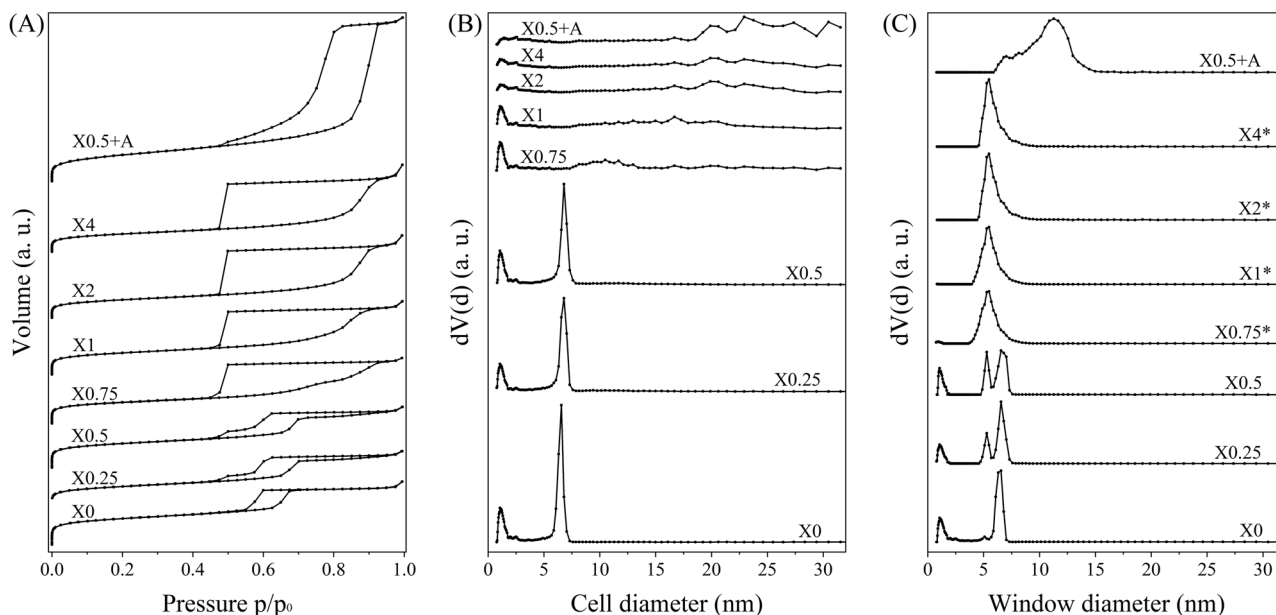 (A)
X0.5+A
X4
X2
X1
X0.75
X0.5
X0.25
X0
0.0 0.2 0.4 0.6 0.8 1.0
Pressure p/p0
Volume (a. u.)
(B)
X0.5+A
X4
X2
X1
X0.75
X0.5
X0.25
X0
0 5 10 15 20 25 30
Cell diameter (nm)
dV(d) (a. u.)
(C)
X0.5+A
X4*
X2*
X1*
X0.75*
X0.5
X0.25
X0
0 5 10 15 20 25 30
Window diameter (nm)
dV(d) (a. u.)